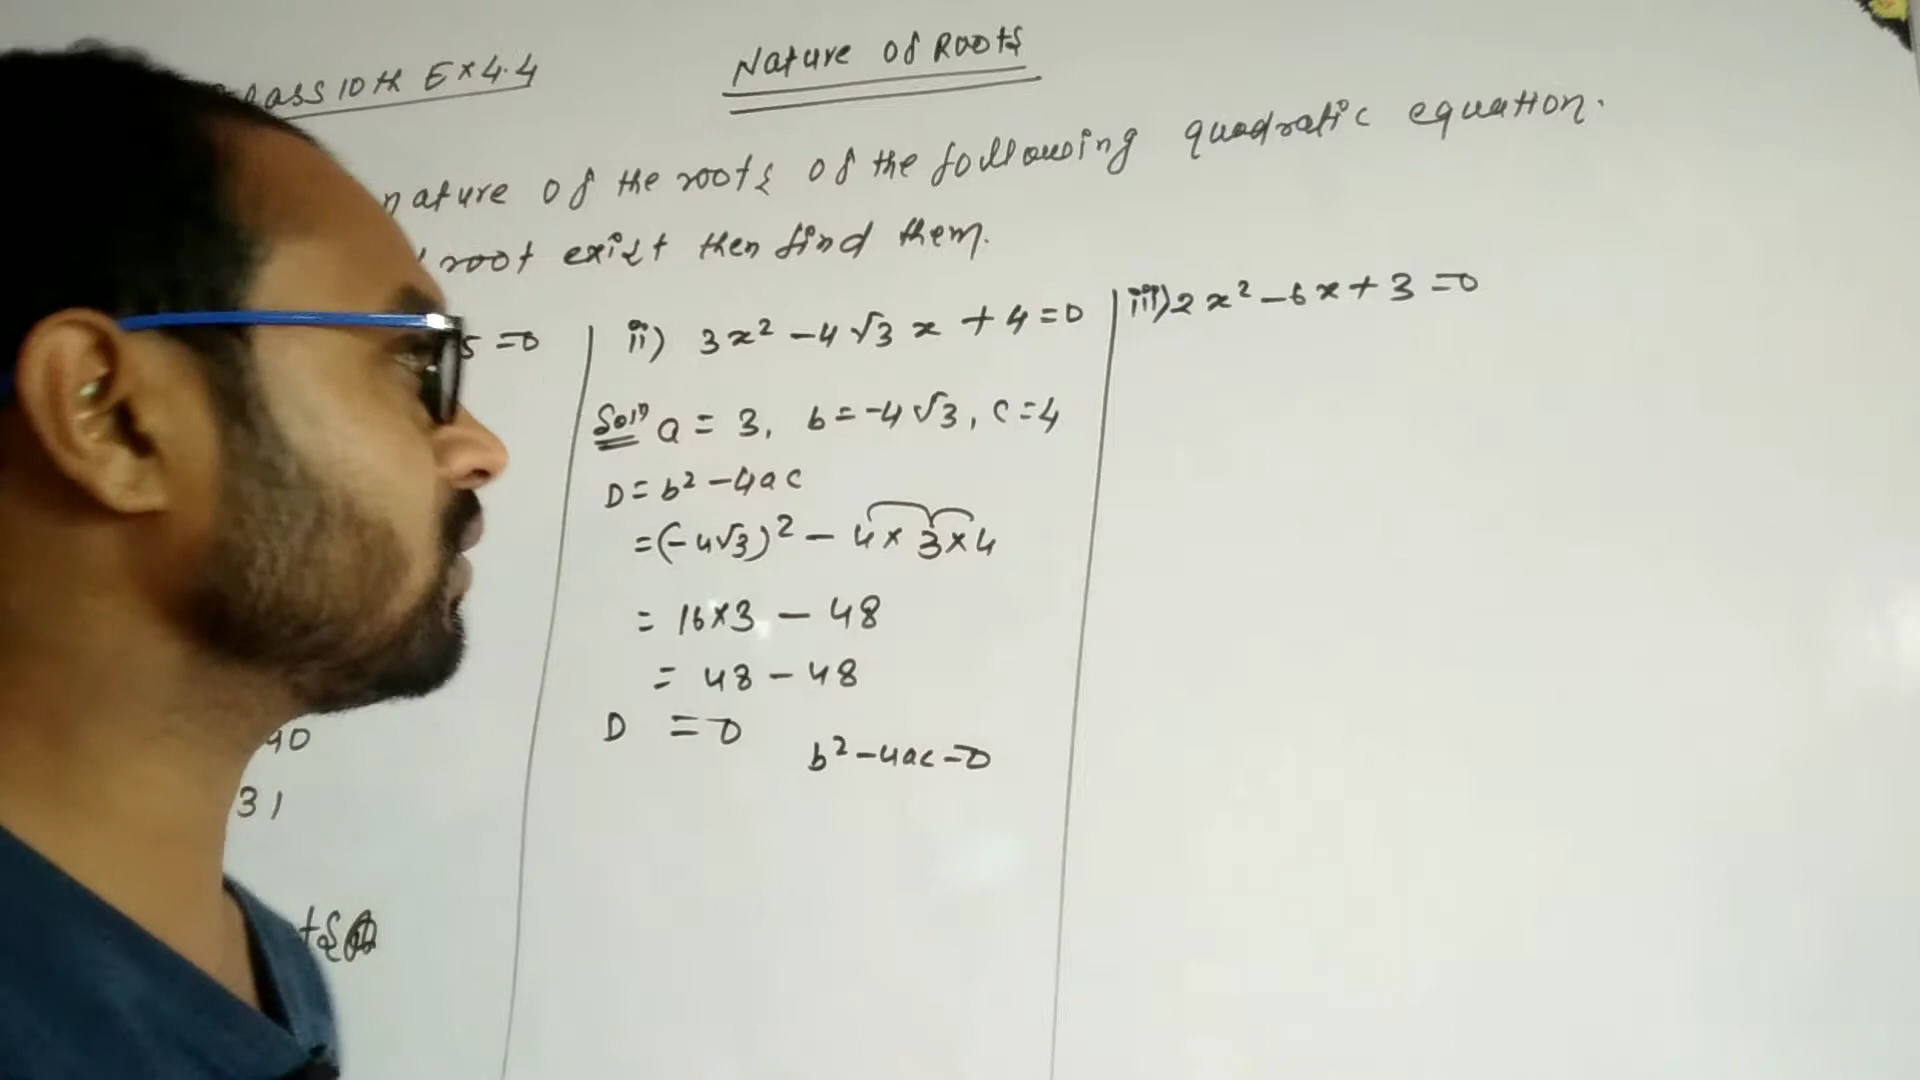 class 10th Ex 4.4
Nature of Roots
nature of the roots of the following quadratic equation.
root exist then find them.
5 = 0
ii) 3x² - 4√3 x + 4 = 0
iii) 2x² - 6x + 3 = 0
Solⁿ a = 3, b = -4√3, c = 4
D = b² - 4ac
= (-4√3)² - 4 × 3 × 4
= 16×3 - 48
= 48 - 48
D = 0
b² - 4ac = 0
40
31